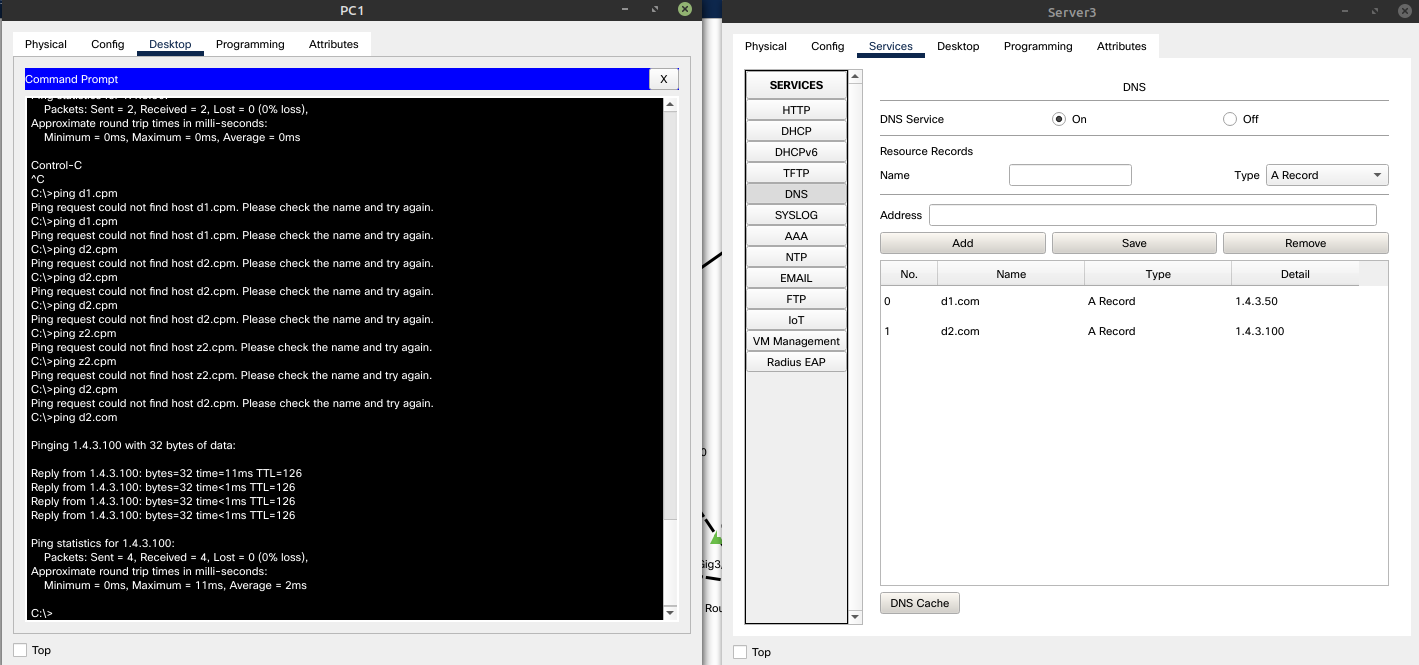 PC1
Physical Config Desktop Programming Attributes
Command Prompt
X
Ping statistics for
Packets: Sent = 2, Received = 2, Lost = 0 (0% loss),
Approximate round trip times in milli-seconds:
Minimum = 0ms, Maximum = 0ms, Average = 0ms
Control-C
^C
C:\>ping d1.cpm
Ping request could not find host d1.cpm. Please check the name and try again.
C:\>ping d1.cpm
Ping request could not find host d1.cpm. Please check the name and try again.
C:\>ping d2.cpm
Ping request could not find host d2.cpm. Please check the name and try again.
C:\>ping d2.cpm
Ping request could not find host d2.cpm. Please check the name and try again.
C:\>ping d2.cpm
Ping request could not find host d2.cpm. Please check the name and try again.
C:\>ping z2.cpm
Ping request could not find host z2.cpm. Please check the name and try again.
C:\>ping z2.cpm
Ping request could not find host z2.cpm. Please check the name and try again.
C:\>ping d2.cpm
Ping request could not find host d2.cpm. Please check the name and try again.
C:\>ping d2.com
Pinging 1.4.3.100 with 32 bytes of data:
Reply from 1.4.3.100: bytes=32 time=11ms TTL=126
Reply from 1.4.3.100: bytes=32 time<1ms TTL=126
Reply from 1.4.3.100: bytes=32 time<1ms TTL=126
Reply from 1.4.3.100: bytes=32 time<1ms TTL=126
Ping statistics for 1.4.3.100:
Packets: Sent = 4, Received = 4, Lost = 0 (0% loss),
Approximate round trip times in milli-seconds:
Minimum = 0ms, Maximum = 11ms, Average = 2ms
C:\>
Top
0
Gig3/
Rou
Server3
Physical Config Services Desktop Programming Attributes
SERVICES
HTTP
DHCP
DHCPv6
TFTP
DNS
SYSLOG
AAA
NTP
EMAIL
FTP
IoT
VM Management
Radius EAP
DNS
DNS Service On Off
Resource Records
Name Type A Record
Address
Add Save Remove
No. Name Type Detail
0 d1.com A Record 1.4.3.50
1 d2.com A Record 1.4.3.100
DNS Cache
Top